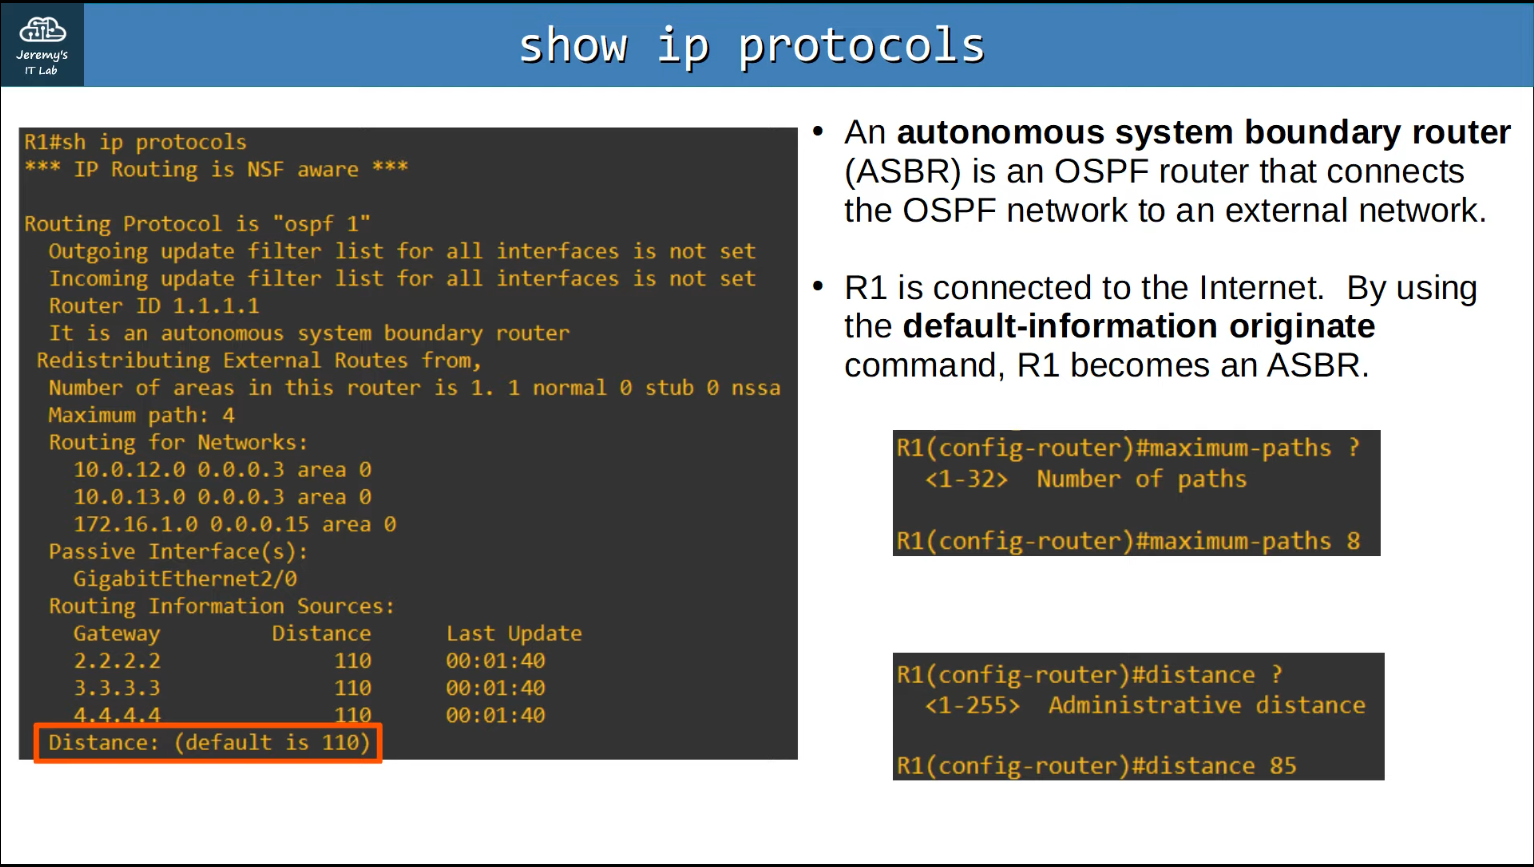 Jeremy's
IT Lab
show ip protocols
R1#sh ip protocols
*** IP Routing is NSF aware ***
Routing Protocol is "ospf 1"
Outgoing update filter list for all interfaces is not set
Incoming update filter list for all interfaces is not set
Router ID 1.1.1.1
It is an autonomous system boundary router
Redistributing External Routes from,
Number of areas in this router is 1. 1 normal 0 stub 0 nssa
Maximum path: 4
Routing for Networks:
10.0.12.0 0.0.0.3 area 0
10.0.13.0 0.0.0.3 area 0
172.16.1.0 0.0.0.15 area 0
Passive Interface(s):
GigabitEthernet2/0
Routing Information Sources:
Gateway Distance Last Update
2.2.2.2 110 00:01:40
3.3.3.3 110 00:01:40
4.4.4.4 110 00:01:40
Distance: (default is 110)
• An autonomous system boundary router
(ASBR) is an OSPF router that connects
the OSPF network to an external network.
• R1 is connected to the Internet. By using
the default-information originate
command, R1 becomes an ASBR.
R1(config-router)#maximum-paths ?
<1-32> Number of paths
R1(config-router)#maximum-paths 8
R1(config-router)#distance ?
<1-255> Administrative distance
R1(config-router)#distance 85